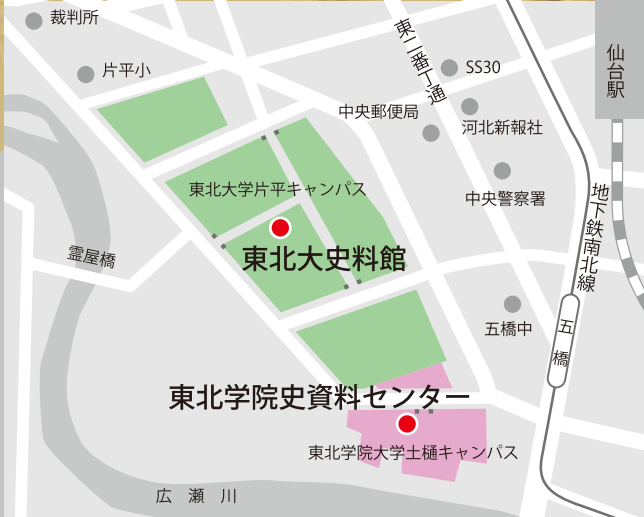 裁判所
片平小
東二番丁通
SS30
仙台駅
中央郵便局
河北新報社
東北大学片平キャンパス
中央警察署
地下鉄南北線
霊屋橋
東北大史料館
五橋中
五橋
東北学院史資料センター
東北学院大学土樋キャンパス
広瀬川